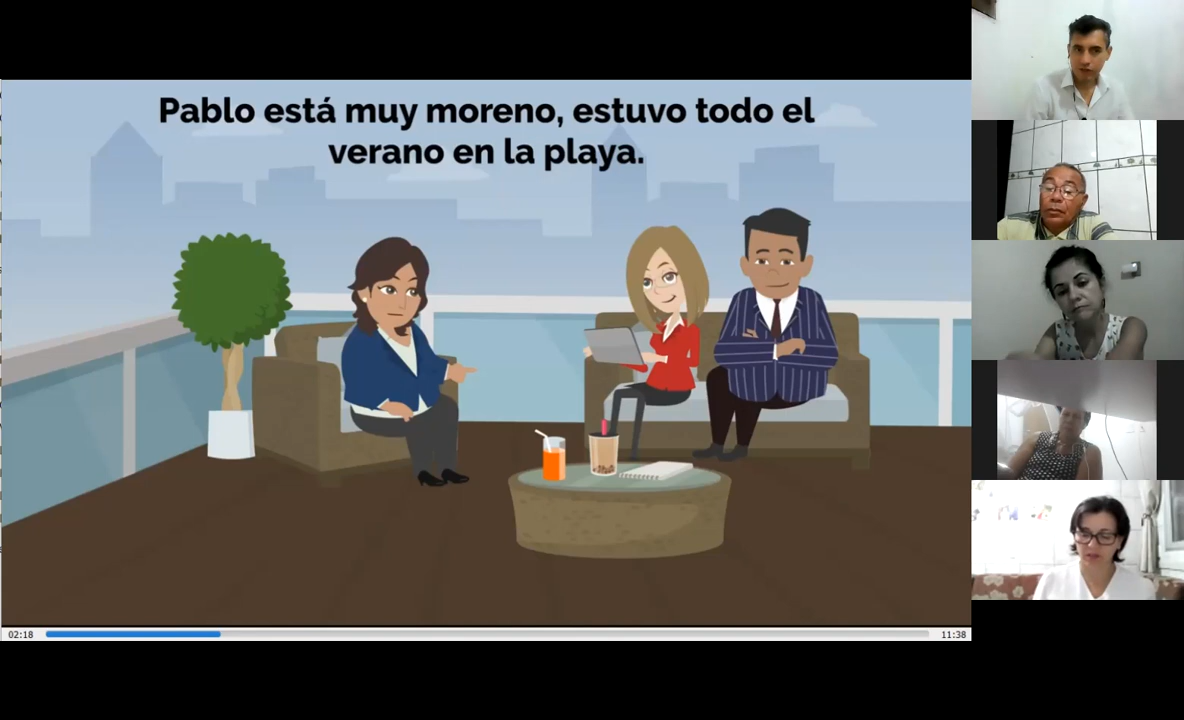 Pablo está muy moreno, estuvo todo el
verano en la playa.
02:18
11:38